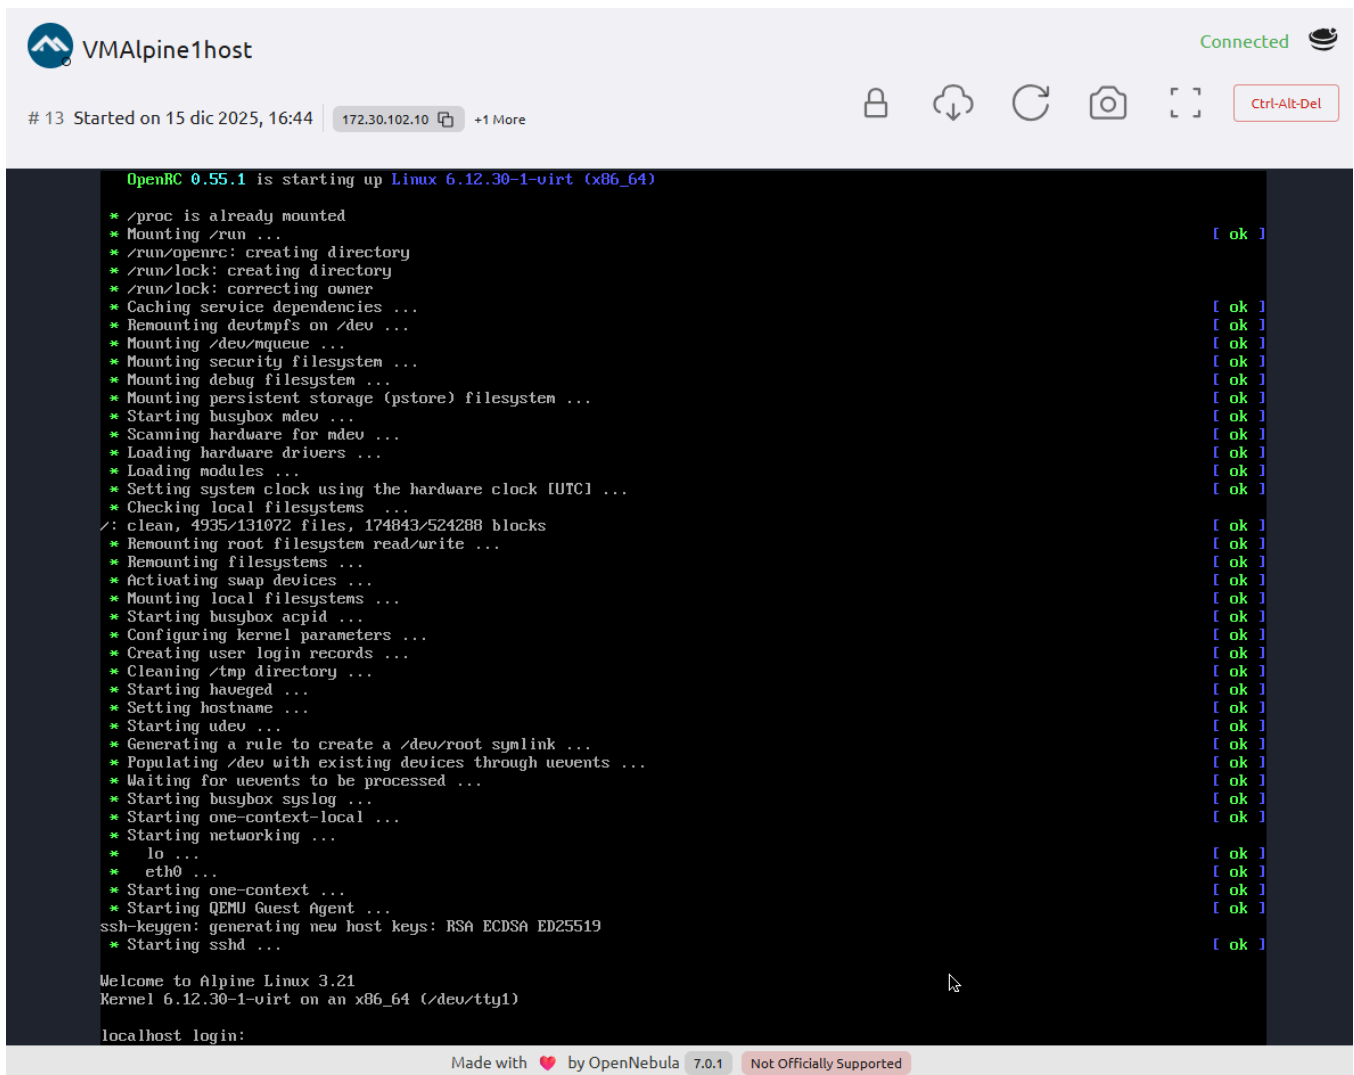 VMAlpine1host
Connected
# 13 Started on 15 dic 2025, 16:44 172.30.102.10 +1 More
Ctrl-Alt-Del
OpenRC 0.55.1 is starting up Linux 6.12.30-1-virt (x86_64)
* /proc is already mounted
* Mounting /run ... [ ok ]
* /run/openrc: creating directory
* /run/lock: creating directory
* /run/lock: correcting owner
* Caching service dependencies ... [ ok ]
* Remounting devtmpfs on /dev ... [ ok ]
* Mounting /dev/mqueue ... [ ok ]
* Mounting security filesystem ... [ ok ]
* Mounting debug filesystem ... [ ok ]
* Mounting persistent storage (pstore) filesystem ... [ ok ]
* Starting busybox mdev ... [ ok ]
* Scanning hardware for mdev ... [ ok ]
* Loading hardware drivers ... [ ok ]
* Loading modules ... [ ok ]
* Setting system clock using the hardware clock [UTC] ... [ ok ]
* Checking local filesystems ...
/: clean, 4935/131072 files, 174843/524288 blocks [ ok ]
* Remounting root filesystem read/write ... [ ok ]
* Remounting filesystems ... [ ok ]
* Activating swap devices ... [ ok ]
* Mounting local filesystems ... [ ok ]
* Starting busybox acpid ... [ ok ]
* Configuring kernel parameters ... [ ok ]
* Creating user login records ... [ ok ]
* Cleaning /tmp directory ... [ ok ]
* Starting haveged ... [ ok ]
* Setting hostname ... [ ok ]
* Starting udev ... [ ok ]
* Generating a rule to create a /dev/root symlink ... [ ok ]
* Populating /dev with existing devices through uevents ... [ ok ]
* Waiting for uevents to be processed ... [ ok ]
* Starting busybox syslog ... [ ok ]
* Starting one-context-local ... [ ok ]
* Starting networking ...
* lo ... [ ok ]
* eth0 ... [ ok ]
* Starting one-context ... [ ok ]
* Starting QEMU Guest Agent ... [ ok ]
ssh-keygen: generating new host keys: RSA ECDSA ED25519
* Starting sshd ... [ ok ]
Welcome to Alpine Linux 3.21
Kernel 6.12.30-1-virt on an x86_64 (/dev/tty1)
localhost login:
Made with ❤ by OpenNebula 7.0.1 Not Officially Supported